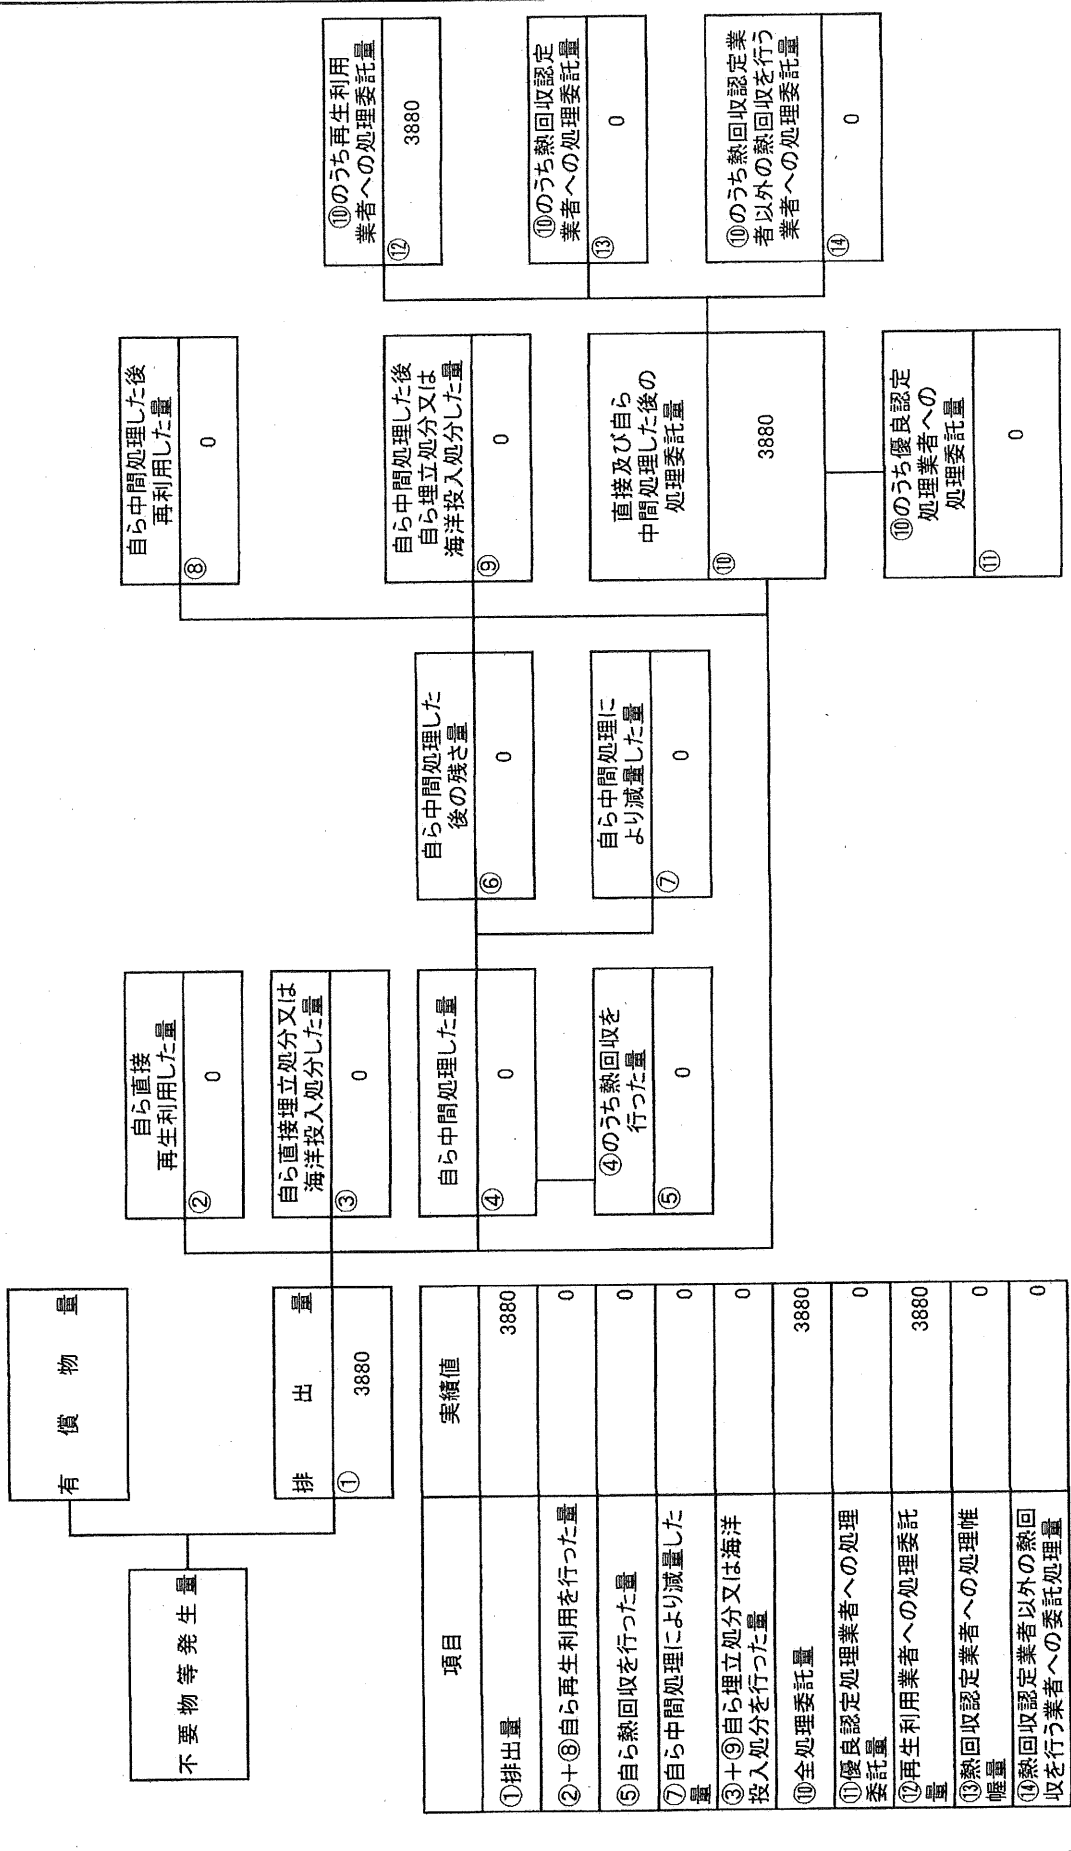 不要物等発生量
有償物量
排出量
①
3880
自ら直接
再生利用した量
②
0
自ら直接埋立処分又は
海洋投入処分した量
③
0
自ら中間処理した量
④
0
④のうち熱回収を
行った量
⑤
0
自ら中間処理した
後の残さ量
⑥
0
自ら中間処理に
より減量した量
⑦
0
自ら中間処理した後
再利用した量
⑧
0
自ら中間処理した後
自ら埋立処分又は
海洋投入処分した量
⑨
0
直接及び自ら
中間処理した後の
処理委託量
⑩
3880
⑩のうち優良認定
処理業者への
処理委託量
⑪
0
⑩のうち再生利用
業者への処理委託量
⑫
3880
⑩のうち熱回収認定
業者への処理委託量
⑬
0
⑩のうち熱回収認定業
者以外の熱回収を行う
業者への処理委託量
⑭
0
項目 実績値
①排出量 3880
②+⑧自ら再生利用を行った量 0
⑤自ら熱回収を行った量 0
⑦自ら中間処理により減量した
量 0
③+⑨自ら埋立処分又は海洋
投入処分を行った量 0
⑩全処理委託量 3880
⑪優良認定処理業者への処理
委託量 0
⑫再生利用業者への処理委託
量 3880
⑬熱回収認定業者への処理帷
幄量 0
⑭熱回収認定業者以外の熱回
収を行う業者への委託処理量 0